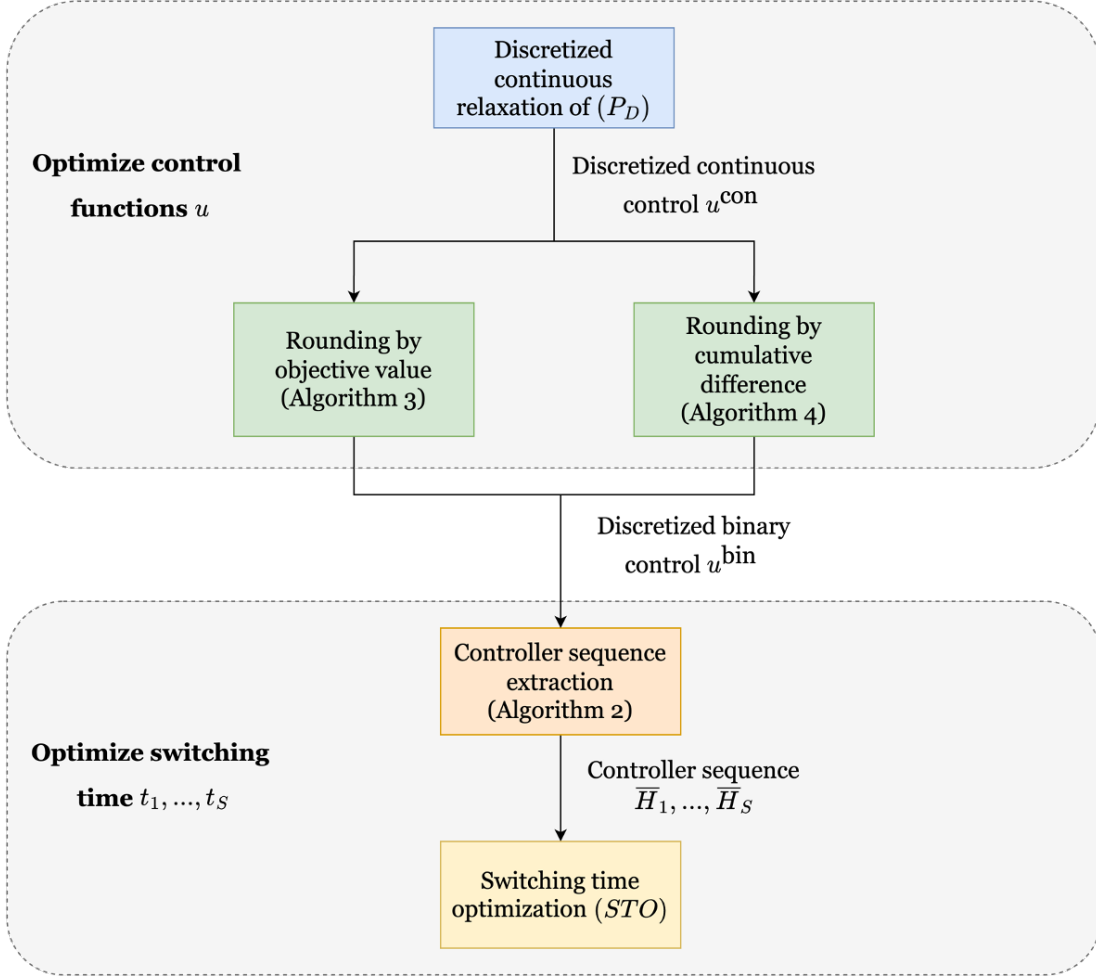 Discretized
continuous
relaxation of (P_D)
Optimize control
functions u
Discretized continuous
control u^con
Rounding by
objective value
(Algorithm 3)
Rounding by
cumulative
difference
(Algorithm 4)
Discretized binary
control u^bin
Controller sequence
extraction
(Algorithm 2)
Optimize switching
time t_1, ..., t_S
Controller sequence
H̅_1, ..., H̅_S
Switching time
optimization (STO)